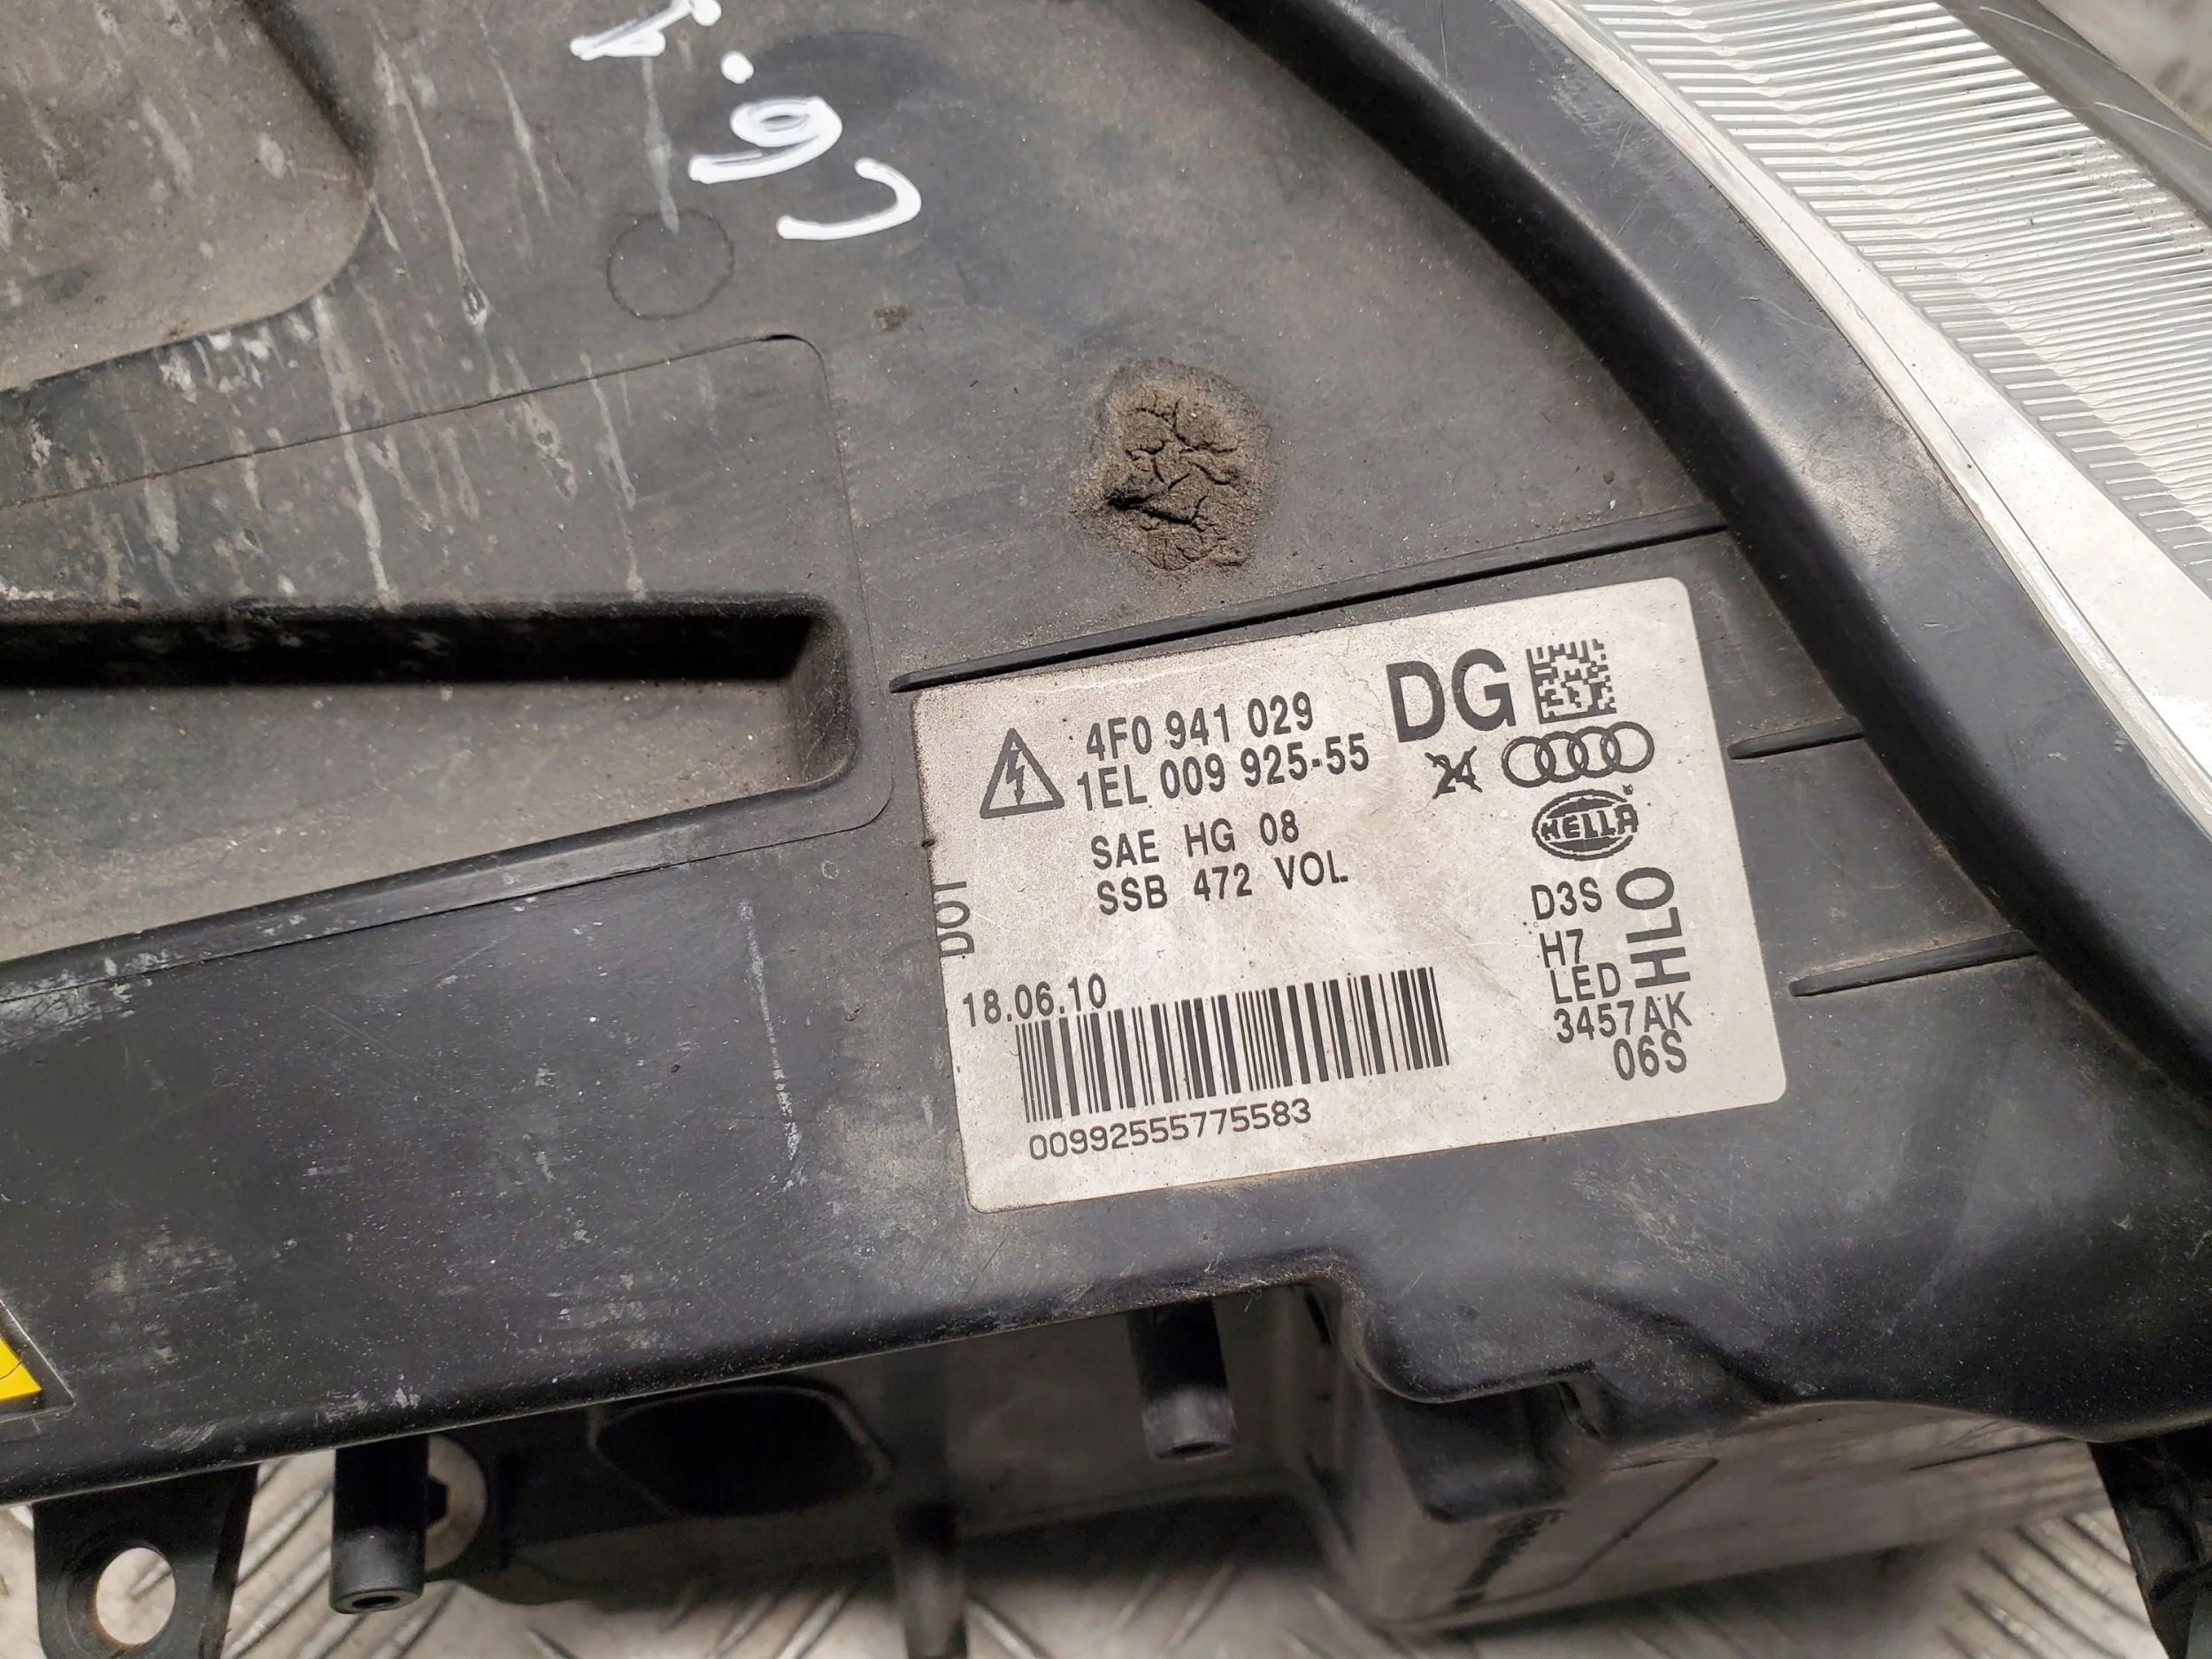 4F0 941 029
1EL 009 925-55
DG
24
HELLA
SAE HG 08
SSB 472 VOL
DOT
D3S
H7
LED
HLO
3457AK
06S
18.06.10
00992555775583